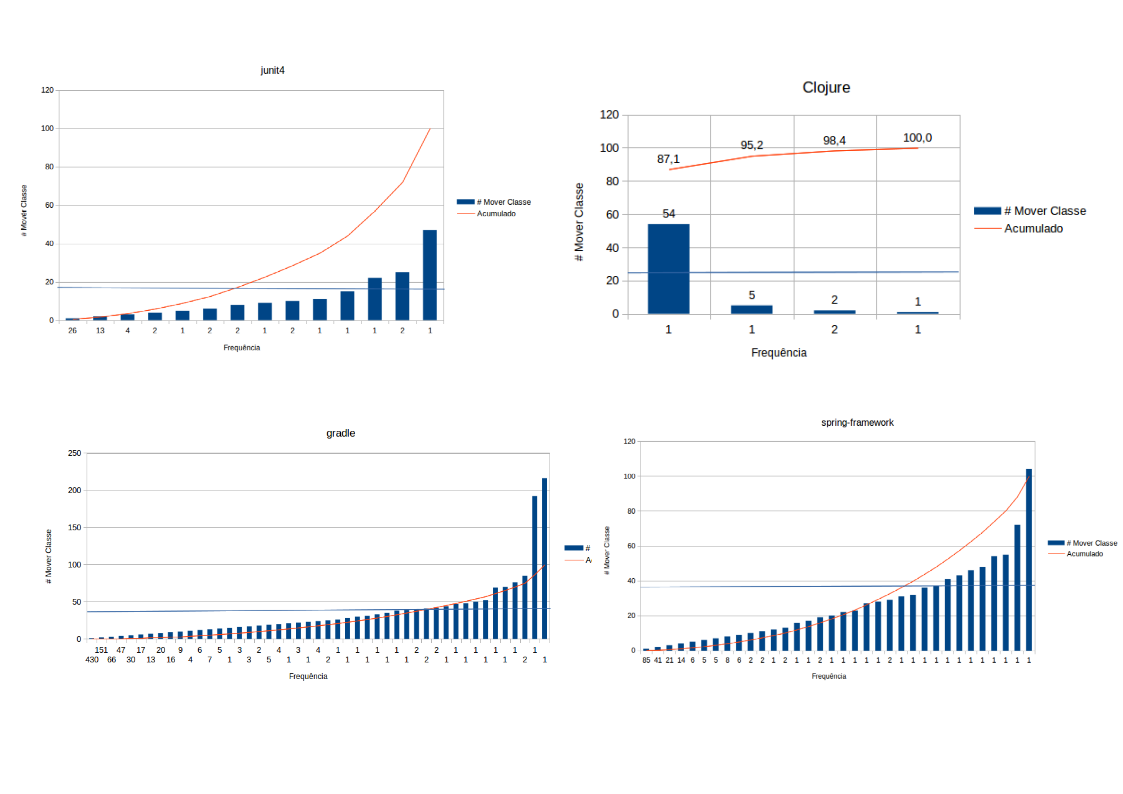 junit4
120
100
80
60
40
20
0
# Mover Classe
26 13 4 2 1 2 2 1 2 1 1 1 2 1
Frequência
# Mover Classe
Acumulado
Clojure
120
100
80
60
40
20
0
# Mover Classe
87,1 95,2 98,4 100,0
54 5 2 1
1 1 2 1
Frequência
# Mover Classe
Acumulado
gradle
250
200
150
100
50
0
# Mover Classe
151 47 17 20 9 6 5 3 2 4 3 4 1 1 1 1 2 2 1 1 1 1 1 1
430 66 30 13 16 4 7 1 3 5 1 1 2 1 1 1 1 2 2 1 1 1 2 1
Frequência
#
A
spring-framework
120
100
80
60
40
20
0
# Mover Classe
85 41 21 14 6 5 5 8 6 2 2 1 2 1 1 2 1 1 1 1 1 2 1 1 1 1 1 1 1 1 1 1 1 1
Frequência
# Mover Classe
Acumulado